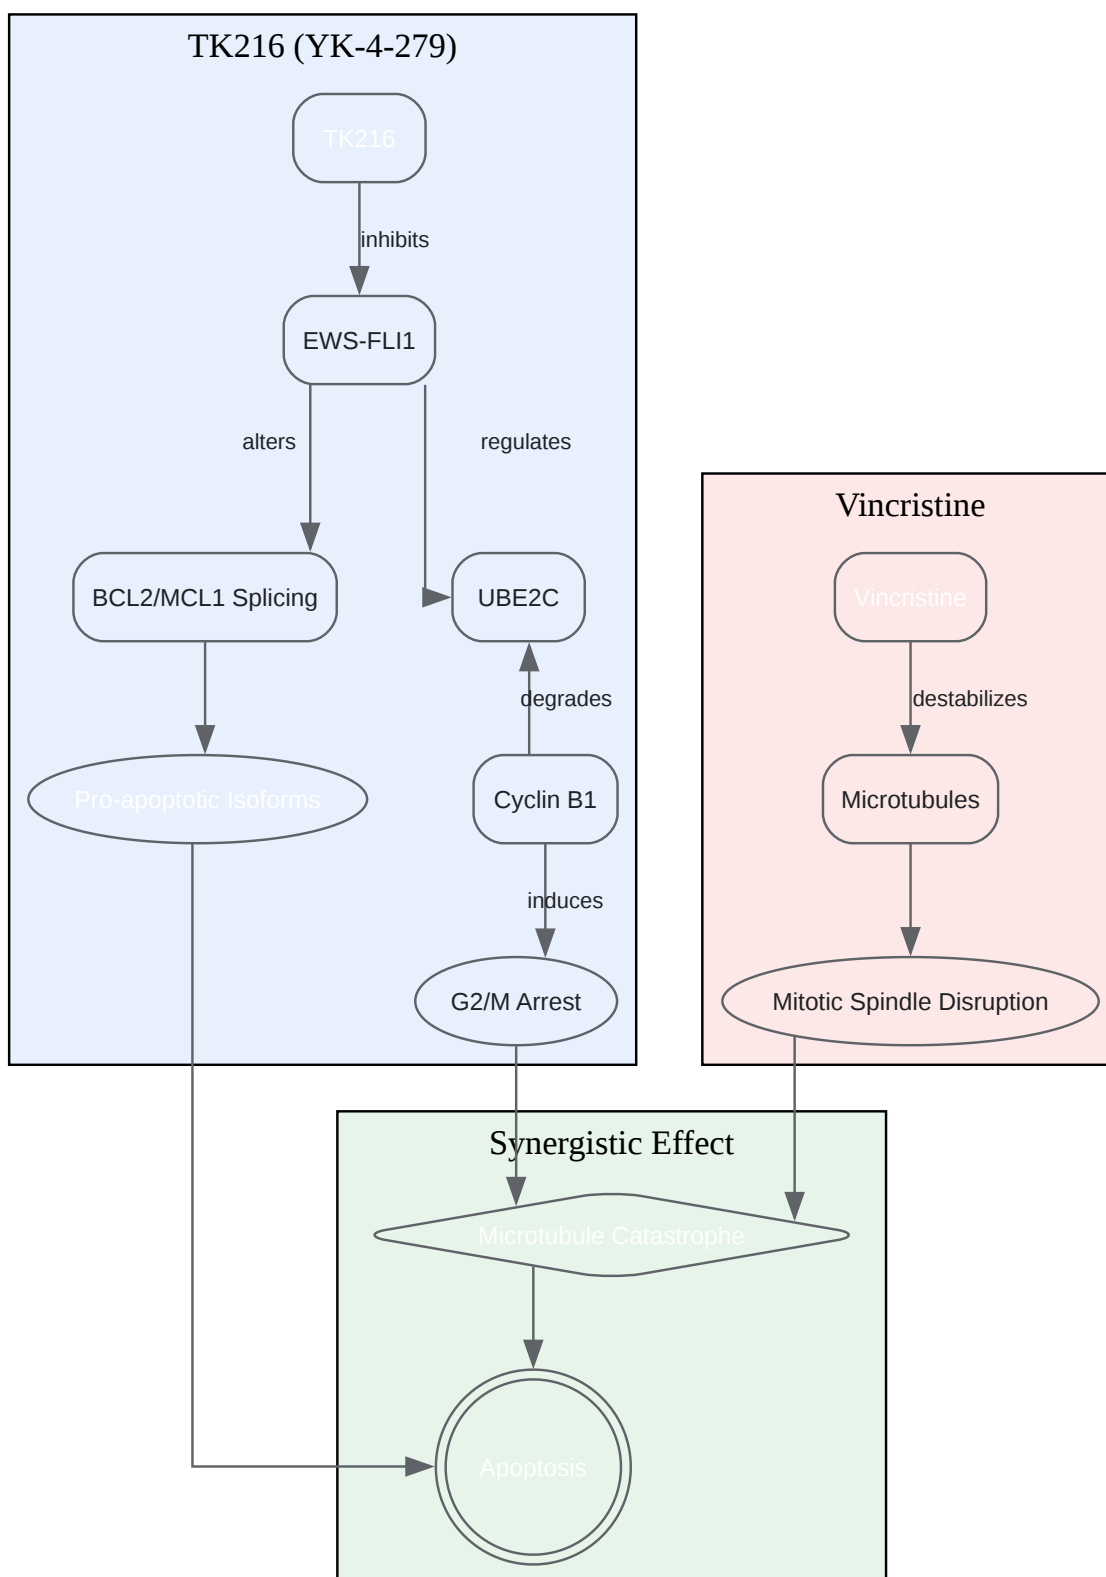 TK216 (YK-4-279)
TK216
inhibits
EWS-FLI1
alters
regulates
BCL2/MCL1 Splicing
UBE2C
degrades
Pro-apoptotic Isoforms
Cyclin B1
induces
G2/M Arrest
Vincristine
Vincristine
destabilizes
Microtubules
Mitotic Spindle Disruption
Synergistic Effect
Microtubule Catastrophe
Apoptosis